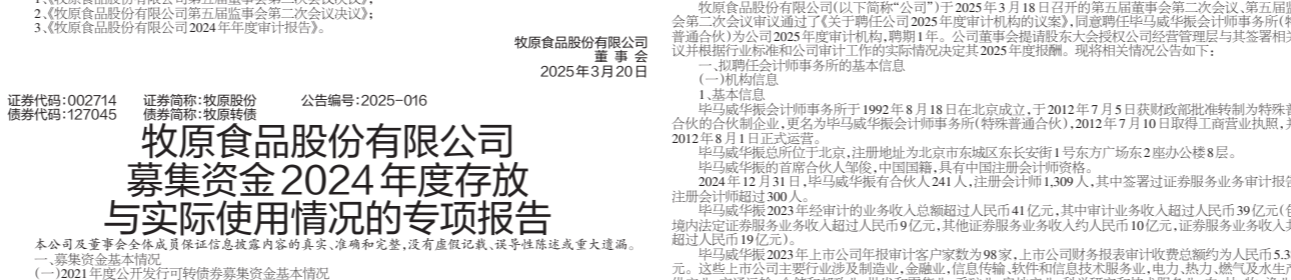 1、《牧原食品股份有限公司第五届董事会第二次会议决议》;
2、《牧原食品股份有限公司第五届监事会第二次会议决议》;
3、《牧原食品股份有限公司2024年年度审计报告》。
牧原食品股份有限公司
董 事 会
2025年3月20日
证券代码:002714 证券简称:牧原股份 公告编号:2025-016
债券代码:127045 债券简称:牧原转债
牧原食品股份有限公司
募集资金2024年度存放
与实际使用情况的专项报告
本公司及董事会全体成员保证信息披露内容的真实、准确和完整,没有虚假记载、误导性陈述或重大遗漏。
一、募集资金基本情况
(一)2021年度公开发行可转换债券募集资金基本情况
牧原食品股份有限公司(以下简称“公司”)于2025年3月18日召开的第五届董事会第二次会议、第五届监
会第二次会议审议通过了《关于聘任公司2025年度审计机构的议案》,同意聘任毕马威华振会计师事务所(特
普通合伙)为公司2025年度审计机构,聘期1年。公司董事会提请股东大会授权公司经营管理层与其签署相关
议并根据行业标准和公司审计工作的实际情况决定其2025年度报酬。现将相关情况公告如下:
一、拟聘任会计师事务所的基本信息
(一)机构信息
1、基本信息
毕马威华振会计师事务所于1992年8月18日在北京成立,于2012年7月5日获财政部批准转制为特殊普
合伙的合伙制企业,更名为毕马威华振会计师事务所(特殊普通合伙),2012年7月10日取得工商营业执照,并
2012年8月1日正式运营。
毕马威华振总所位于北京,注册地址为北京市东城区东长安街1号东方广场东2座办公楼8层。
毕马威华振的首席合伙人邹俊,中国国籍,具有中国注册会计师资格。
2024年12月31日,毕马威华振有合伙人241人,注册会计师1,309人,其中签署过证券服务业务审计报告
注册会计师超过300人。
毕马威华振2023年经审计的业务收入总额超过人民币41亿元,其中审计业务收入超过人民币39亿元(包
境内法定证券服务业务收入超过人民币9亿元,其他证券服务业务收入约人民币10亿元,证券服务业务收入共
超过人民币19亿元)。
毕马威华振2023年上市公司年报审计客户家数为98家,上市公司财务报表审计收费总额约为人民币5.3
元。这些上市公司主要行业涉及制造业,金融业,信息传输、软件和信息技术服务业,电力、热力、燃气及水生产